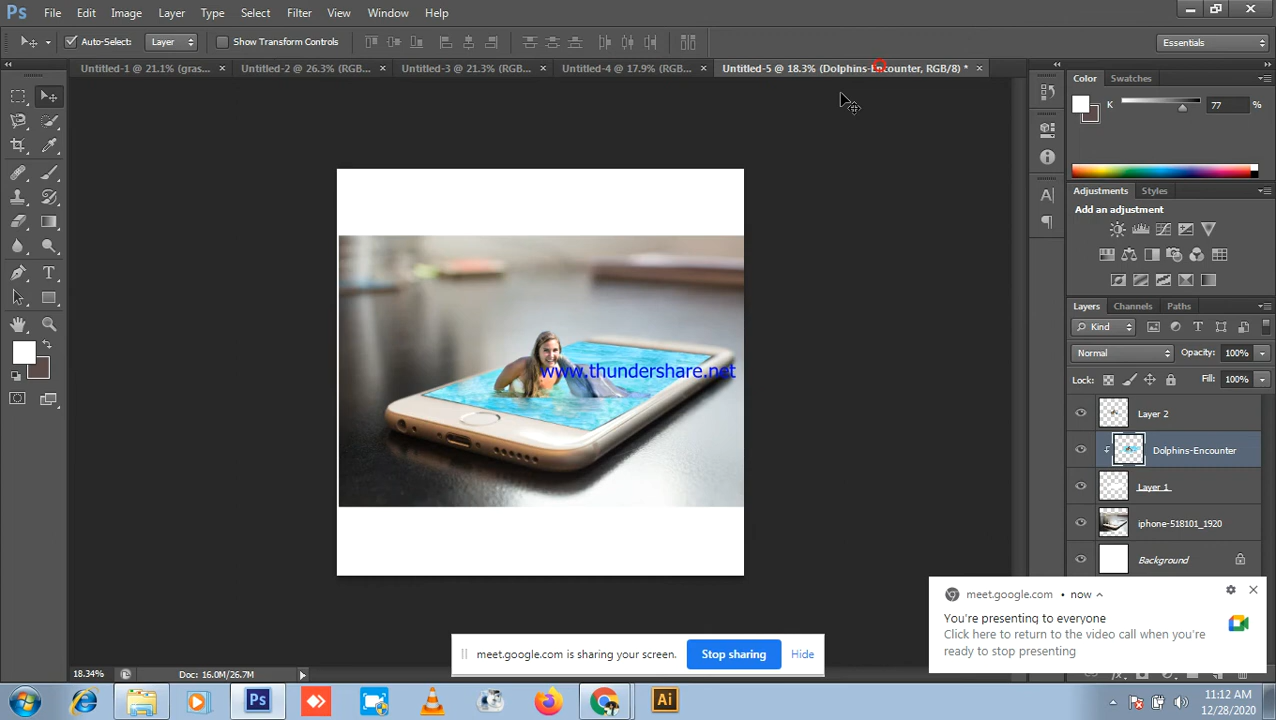 Ps File Edit Image Layer Type Select Filter View Window Help
Auto-Select: Layer Show Transform Controls Essentials
Untitled-1 @ 21.1% (gras... × Untitled-2 @ 26.3% (RGB... × Untitled-3 @ 21.3% (RGB... × Untitled-4 @ 17.9% (RGB... × Untitled-5 @ 18.3% (Dolphins-Encounter, RGB/8) * ×
Color Swatches
K 77 %
Adjustments Styles
Add an adjustment
Layers Channels Paths
Kind
Normal Opacity: 100%
Lock: Fill: 100%
www.thundershare.net
Layer 2
Dolphins-Encounter
Layer 1
iphone-518101_1920
Background
meet.google.com • now
You're presenting to everyone
Click here to return to the video call when you're
ready to stop presenting
meet.google.com is sharing your screen. Stop sharing Hide
18.34% Doc: 16.0M/26.7M
Ps Ai
11:12 AM
12/28/2020